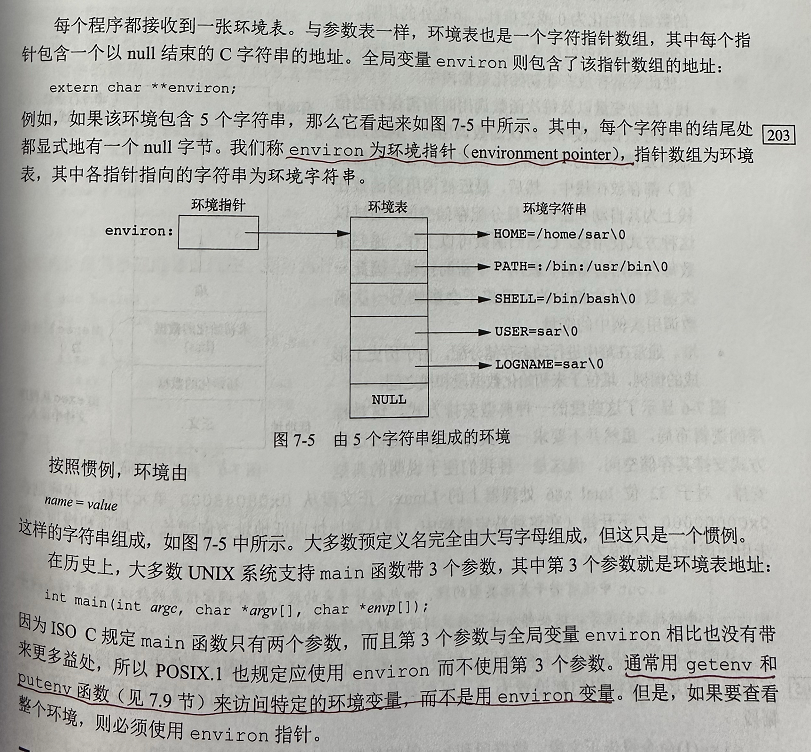 每个程序都接收到一张环境表。与参数表一样，环境表也是一个字符指针数组，其中每个指
针包含一个以 null 结束的 C 字符串的地址。全局变量 environ 则包含了该指针数组的地址：
extern char **environ;
例如，如果该环境包含 5 个字符串，那么它看起来如图 7-5 中所示。其中，每个字符串的结尾处
都显式地有一个 null 字节。我们称 environ 为环境指针（environment pointer），指针数组为环境
203
表，其中各指针指向的字符串为环境字符串。
环境指针
环境表
环境字符串
environ:
HOME=/home/sar\0
PATH=:/bin:/usr/bin\0
SHELL=/bin/bash\0
USER=sar\0
LOGNAME=sar\0
NULL
图 7-5 由 5 个字符串组成的环境
按照惯例，环境由
name = value
这样的字符串组成，如图 7-5 中所示。大多数预定义名完全由大写字母组成，但这只是一个惯例。
在历史上，大多数 UNIX 系统支持 main 函数带 3 个参数，其中第 3 个参数就是环境表地址：
int main(int argc, char *argv[], char *envp[]);
因为 ISO C 规定 main 函数只有两个参数，而且第 3 个参数与全局变量 environ 相比也没有带
来更多益处，所以 POSIX.1 也规定应使用 environ 而不使用第 3 个参数。通常用 getenv 和
putenv 函数（见 7.9 节）来访问特定的环境变量，而不是用 environ 变量。但是，如果要查看
整个环境，则必须使用 environ 指针。